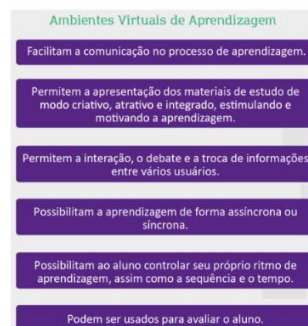 Ambientes Virtuais de Aprendizagem
Facilitam a comunicação no processo de aprendizagem.
Permitem a apresentação dos materiais de estudo de
modo criativo, atrativo e integrado, estimulando e
motivando a aprendizagem.
Permitem a interação, o debate e a troca de informações
entre vários usuários.
Possibilitam a aprendizagem de forma assíncrona ou
síncrona.
Possibilitam ao aluno controlar seu próprio ritmo de
aprendizagem, assim como a sequência e o tempo.
Podem ser usados para avaliar o aluno.